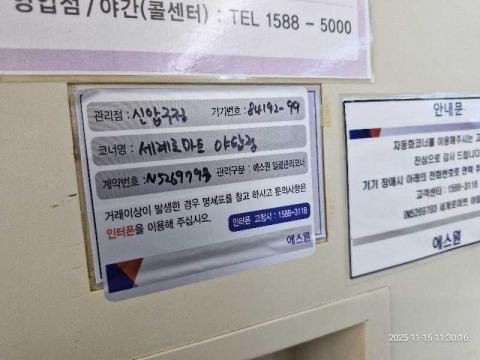 영업점 / 야간(콜센터) : TEL 1588 - 5000
관리점 : 신압구정 기기번호 : 84192-99
코너명 : 세계로마트 야탑점
계약번호 : N5269793 관리구분 : 에스원 일괄관리코너
거래이상이 발생한 경우 명세표를 참고 하시고 문의사항은
인터폰을 이용해 주십시오.
인터폰 고장시 : 1588-3118
에스원
안내문
자동화코너를 이용해주시는 고
진심으로 감사 드립니다
기기 장애시 아래의 전화번호로 연락 주
고객센터 : 1588-311
(N5269793 세계로마트 야탑
에스원
2025-11-15 11:30:16